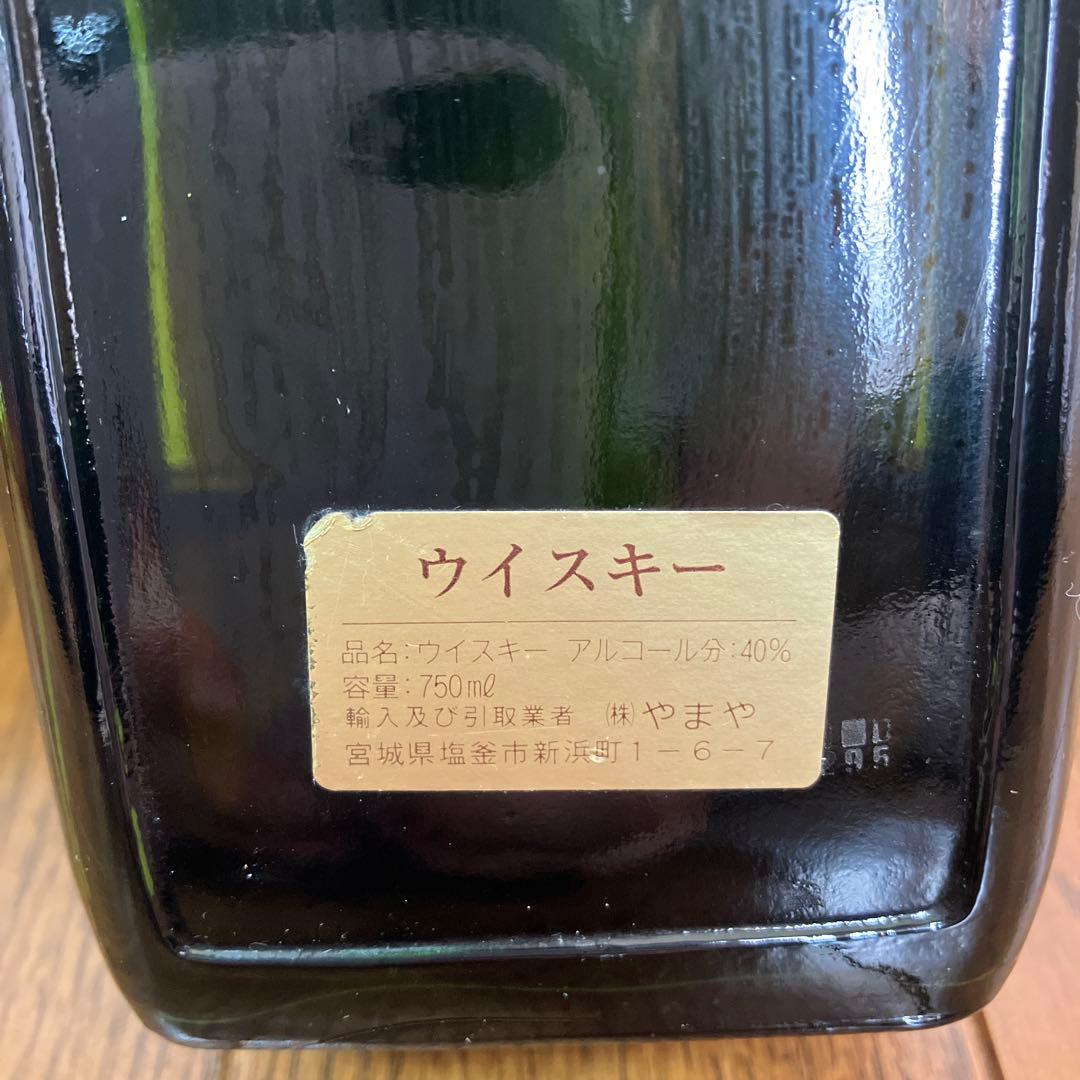 ウイスキー
品名:ウイスキー アルコール分:40%
容量:750㎖
輸入及び引取業者 ㈱やまや
宮城県塩釜市新浜町1-6-7